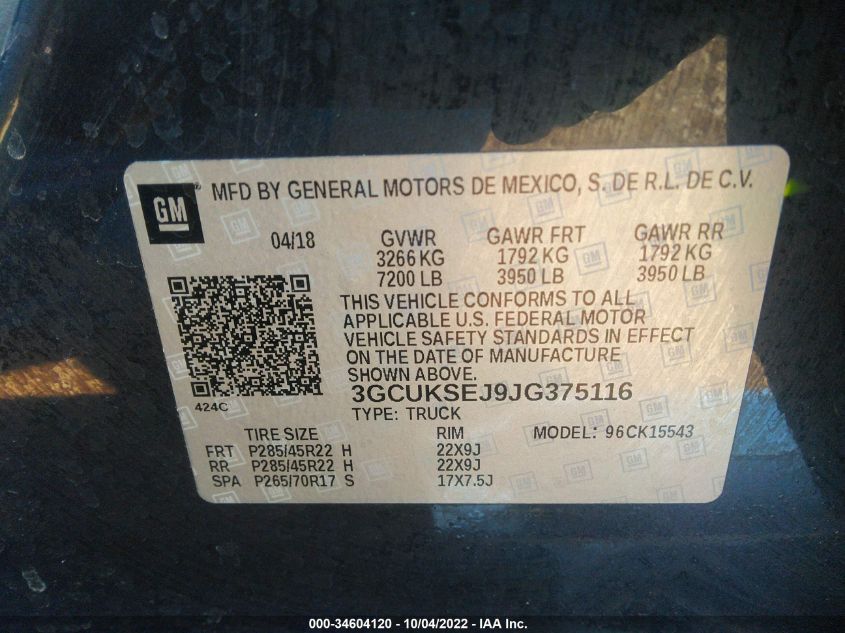 GM ® MFD BY GENERAL MOTORS DE MEXICO, S. DE R.L. DE C.V.
04/18 GVWR GAWR FRT GAWR RR
3266 KG 1792 KG 1792 KG
7200 LB 3950 LB 3950 LB
THIS VEHICLE CONFORMS TO ALL
APPLICABLE U.S. FEDERAL MOTOR
VEHICLE SAFETY STANDARDS IN EFFECT
ON THE DATE OF MANUFACTURE
SHOWN ABOVE.
424C
3GCUKSEJ9JG375116
TYPE: TRUCK
TIRE SIZE RIM MODEL: 96CK15543
FRT P285/45R22 H 22X9J
RR P285/45R22 H 22X9J
SPA P265/70R17 S 17X7.5J
000-34604120 - 10/04/2022 - IAA Inc.